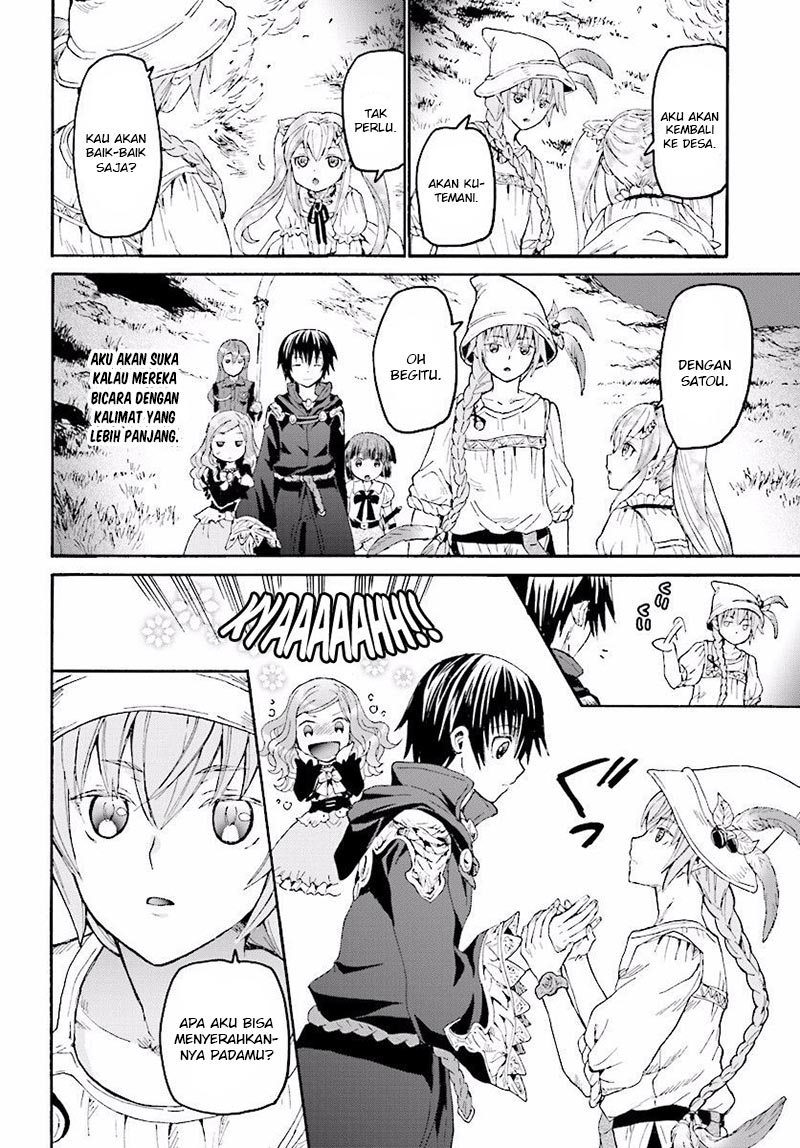 AKU AKAN
KEMBALI
KE DESA.
AKAN KU-
TEMANI.
TAK
PERLU.
KAU AKAN
BAIK-BAIK
SAJA?
DENGAN
SATOU.
OH
BEGITU.
AKU AKAN SUKA
KALAU MEREKA
BICARA DENGAN
KALIMAT YANG
LEBIH PANJANG.
KYAAAAAHH!!
APA AKU BISA
MENYERAHKAN-
NYA PADAMU?